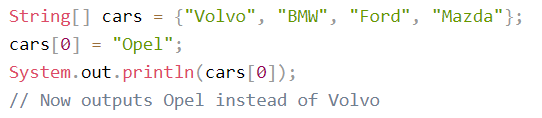 String[] cars = {"Volvo", "BMW", "Ford", "Mazda"};
cars[0] = "Opel";
System.out.println(cars[0]);
// Now outputs Opel instead of Volvo